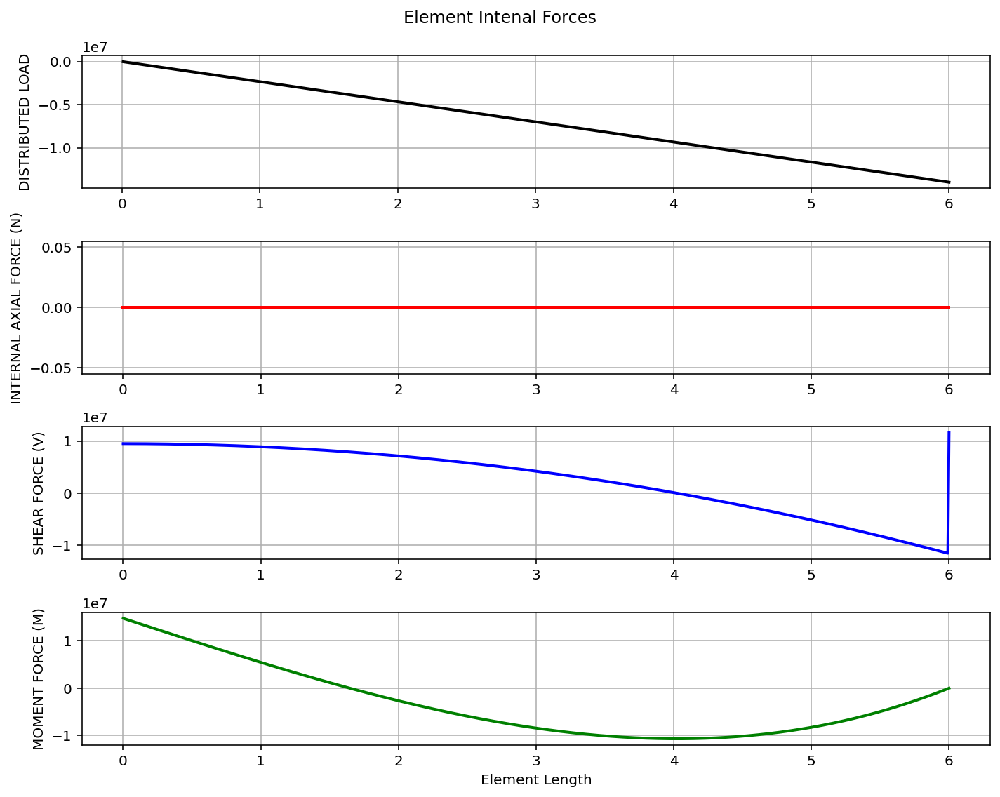 Element Intenal Forces
1e7
DISTRIBUTED LOAD
0.0
−0.5
−1.0
0 1 2 3 4 5 6
INTERNAL AXIAL FORCE (N)
0.05
0.00
−0.05
0 1 2 3 4 5 6
1e7
SHEAR FORCE (V)
1
0
−1
0 1 2 3 4 5 6
1e7
MOMENT FORCE (M)
1
0
−1
0 1 2 3 4 5 6
Element Length